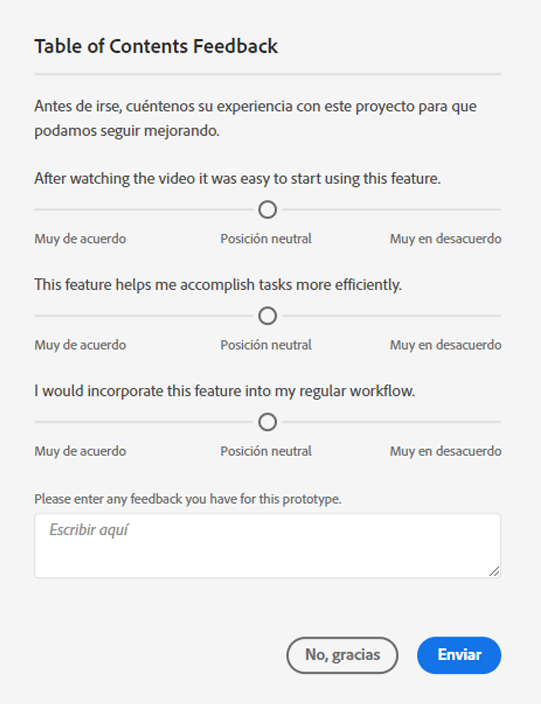 Table of Contents Feedback
Antes de irse, cuéntenos su experiencia con este proyecto para que
podamos seguir mejorando.
After watching the video it was easy to start using this feature.
Muy de acuerdo Posición neutral Muy en desacuerdo
This feature helps me accomplish tasks more efficiently.
Muy de acuerdo Posición neutral Muy en desacuerdo
I would incorporate this feature into my regular workflow.
Muy de acuerdo Posición neutral Muy en desacuerdo
Please enter any feedback you have for this prototype.
Escribir aquí
No, gracias Enviar